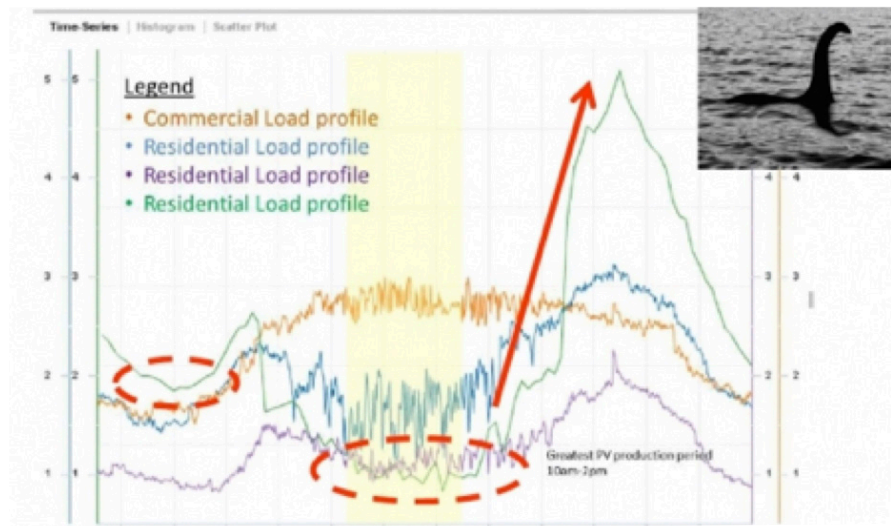 Time-Series | Histogram | Scatter Plot
Legend
• Commercial Load profile
• Residential Load profile
• Residential Load profile
• Residential Load profile
5 5
4 4 4 4
3 3 3 3
2 2 2 2
1 1 1 1
Greatest PV production period
10am-2pm